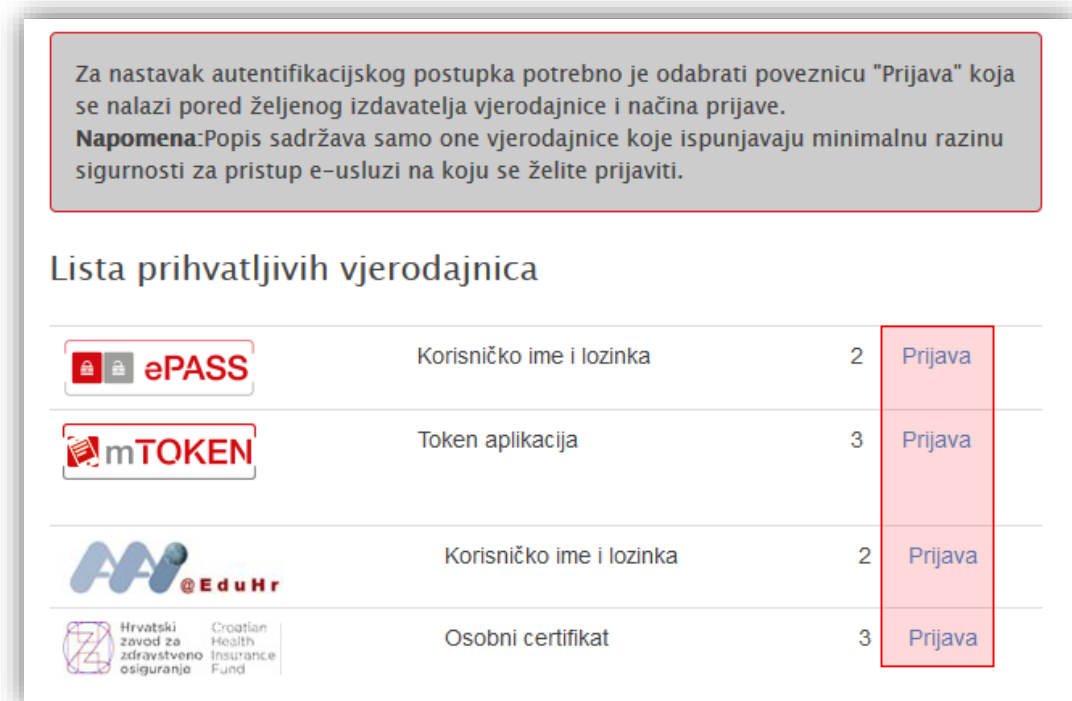 Za nastavak autentifikacijskog postupka potrebno je odabrati poveznicu "Prijava" koja
se nalazi pored željenog izdavatelja vjerodajnice i načina prijave.
Napomena:Popis sadržava samo one vjerodajnice koje ispunjavaju minimalnu razinu
sigurnosti za pristup e-usluzi na koju se želite prijaviti.
Lista prihvatljivih vjerodajnica
ePASS Korisničko ime i lozinka 2 Prijava
mTOKEN Token aplikacija 3 Prijava
AAI@EduHr Korisničko ime i lozinka 2 Prijava
Hrvatski Croatian
zavod za Health
zdravstveno Insurance
osiguranje Fund
Osobni certifikat 3 Prijava